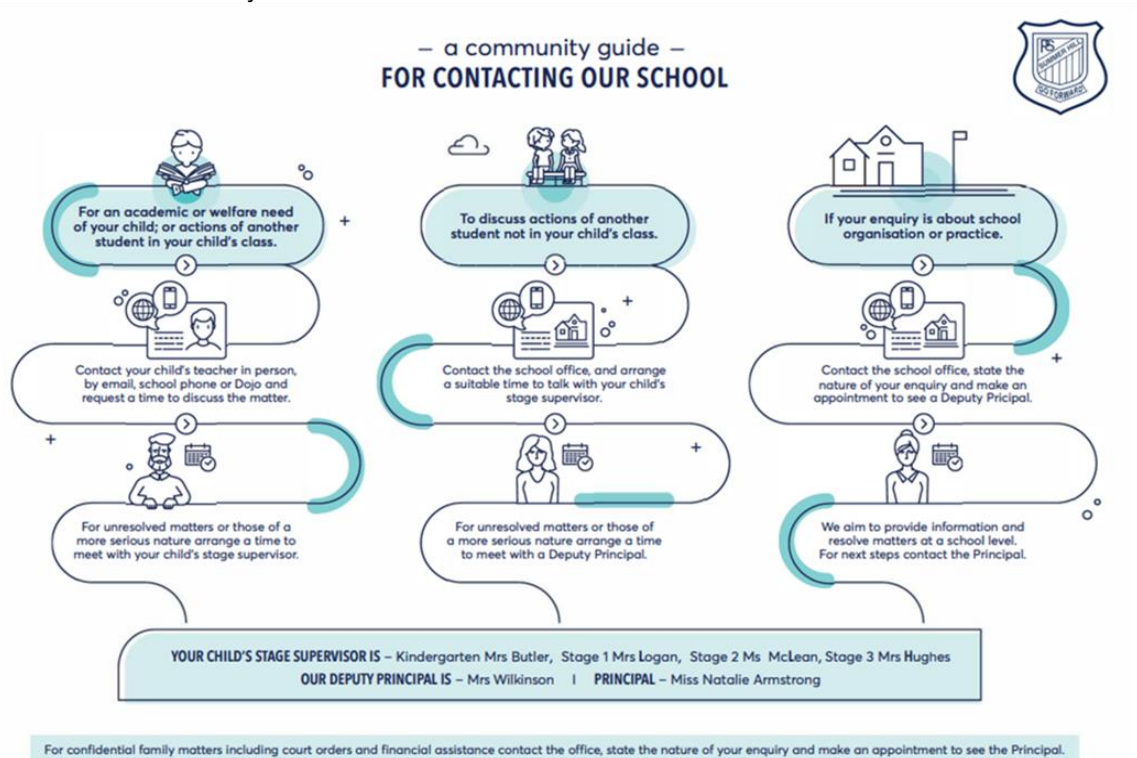 – a community guide –
FOR CONTACTING OUR SCHOOL
PS
SUMMER HILL
GO FORWARD
For an academic or welfare need
of your child; or actions of another
student in your child's class.
Contact your child's teacher in person,
by email, school phone or Dojo and
request a time to discuss the matter.
For unresolved matters or those of a
more serious nature arrange a time to
meet with your child's stage supervisor.
To discuss actions of another
student not in your child's class.
Contact the school office, and arrange
a suitable time to talk with your child's
stage supervisor.
For unresolved matters or those of
a more serious nature arrange a time
to meet with a Deputy Principal.
If your enquiry is about school
organisation or practice.
Contact the school office, state the
nature of your enquiry and make an
appointment to see a Deputy Pricipal.
We aim to provide information and
resolve matters at a school level.
For next steps contact the Principal.
YOUR CHILD'S STAGE SUPERVISOR IS – Kindergarten Mrs Butler, Stage 1 Mrs Logan, Stage 2 Ms McLean, Stage 3 Mrs Hughes
OUR DEPUTY PRINCIPAL IS – Mrs Wilkinson | PRINCIPAL – Miss Natalie Armstrong
For confidential family matters including court orders and financial assistance contact the office, state the nature of your enquiry and make an appointment to see the Principal.